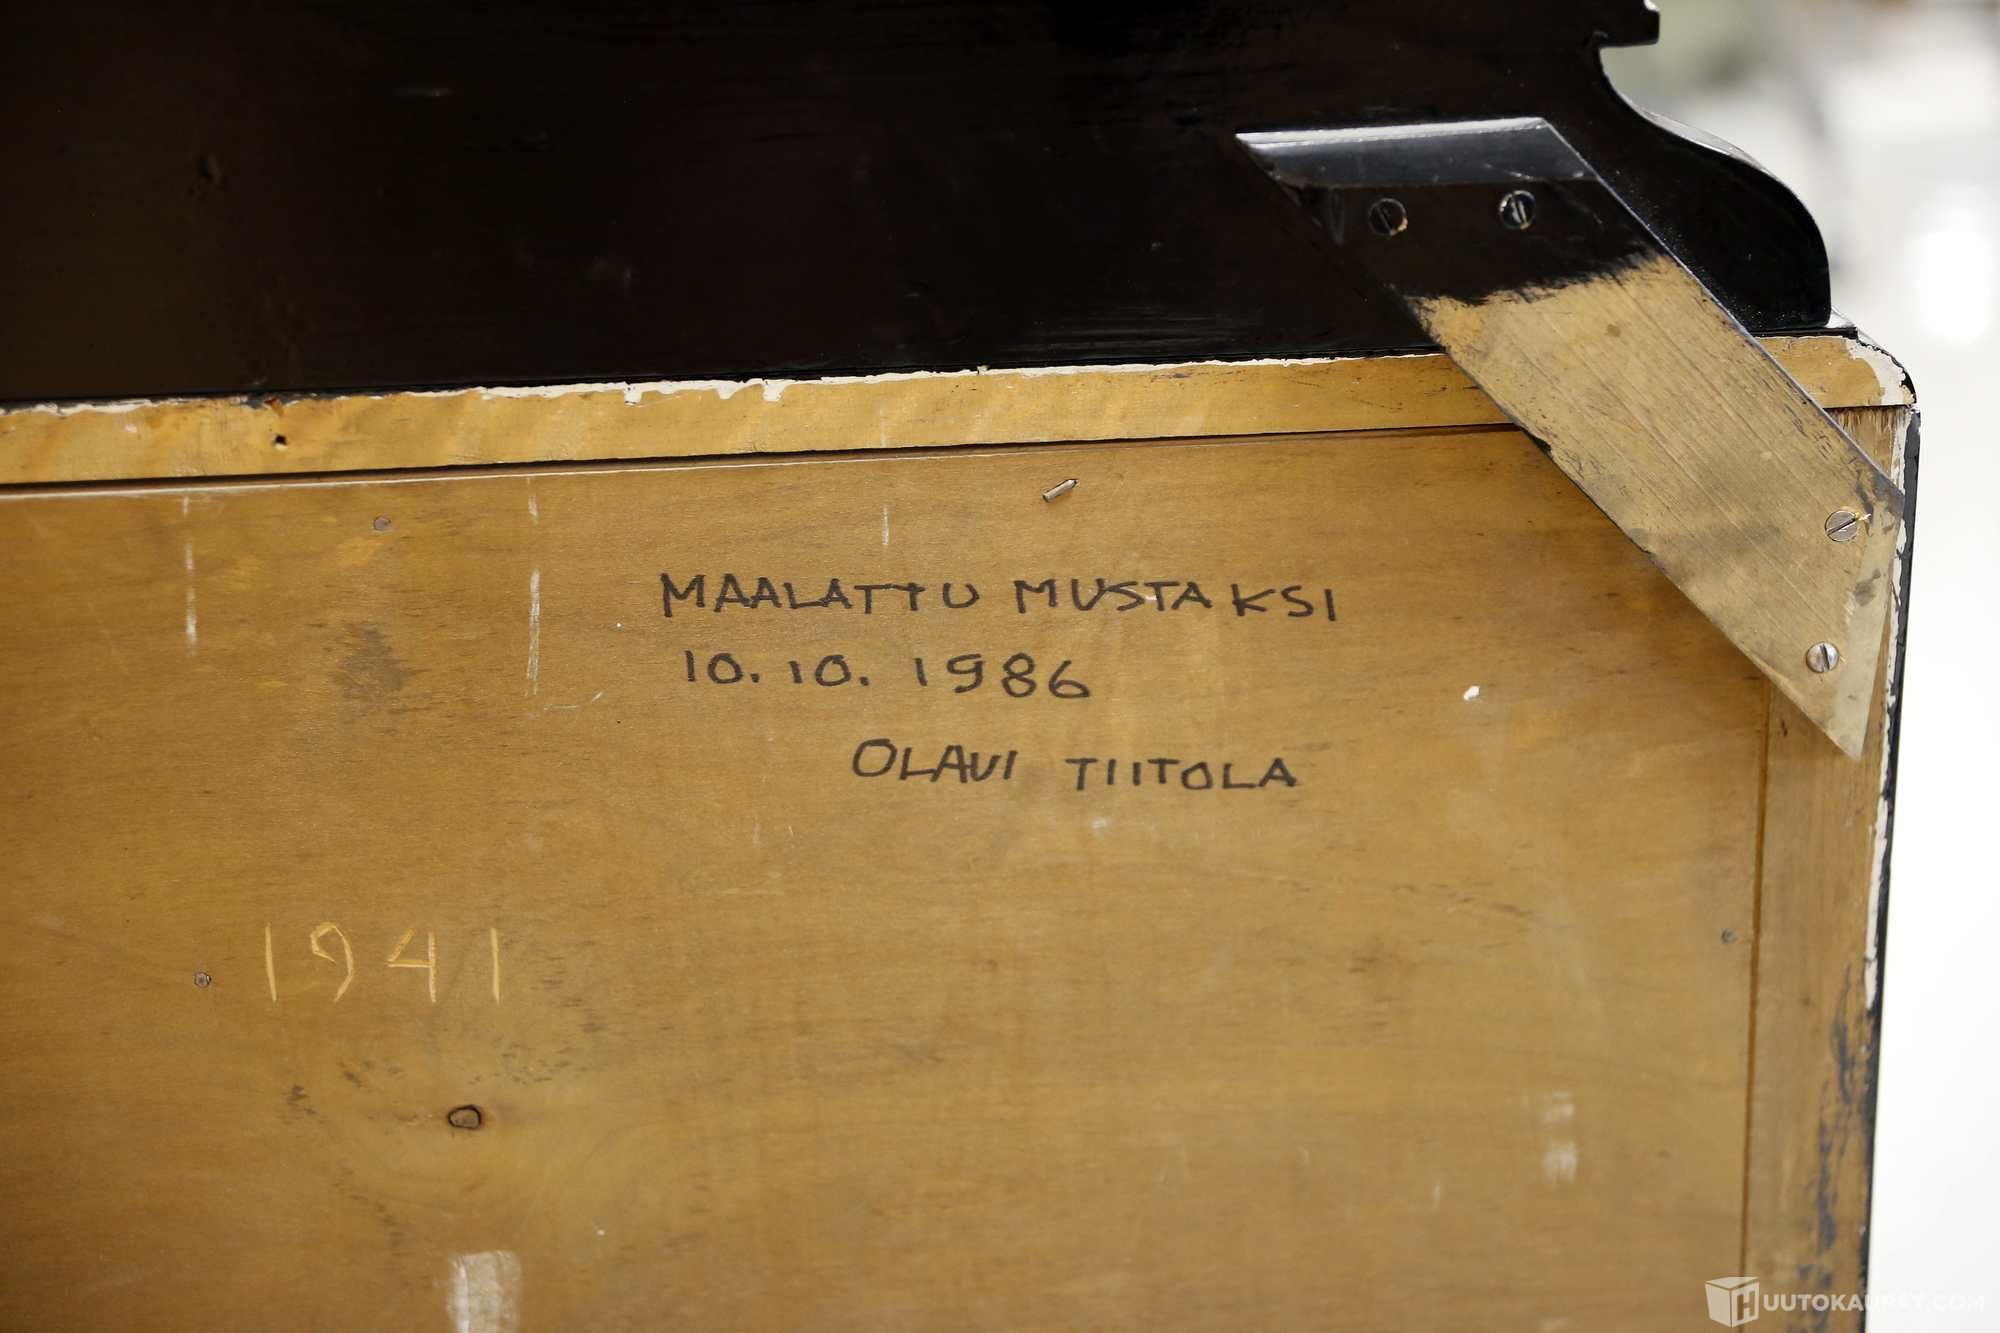 MAALATTU MUSTAKSI
10.10.1986
OLAVI TIITOLA
1941
HUUTOKAUPAT.COM